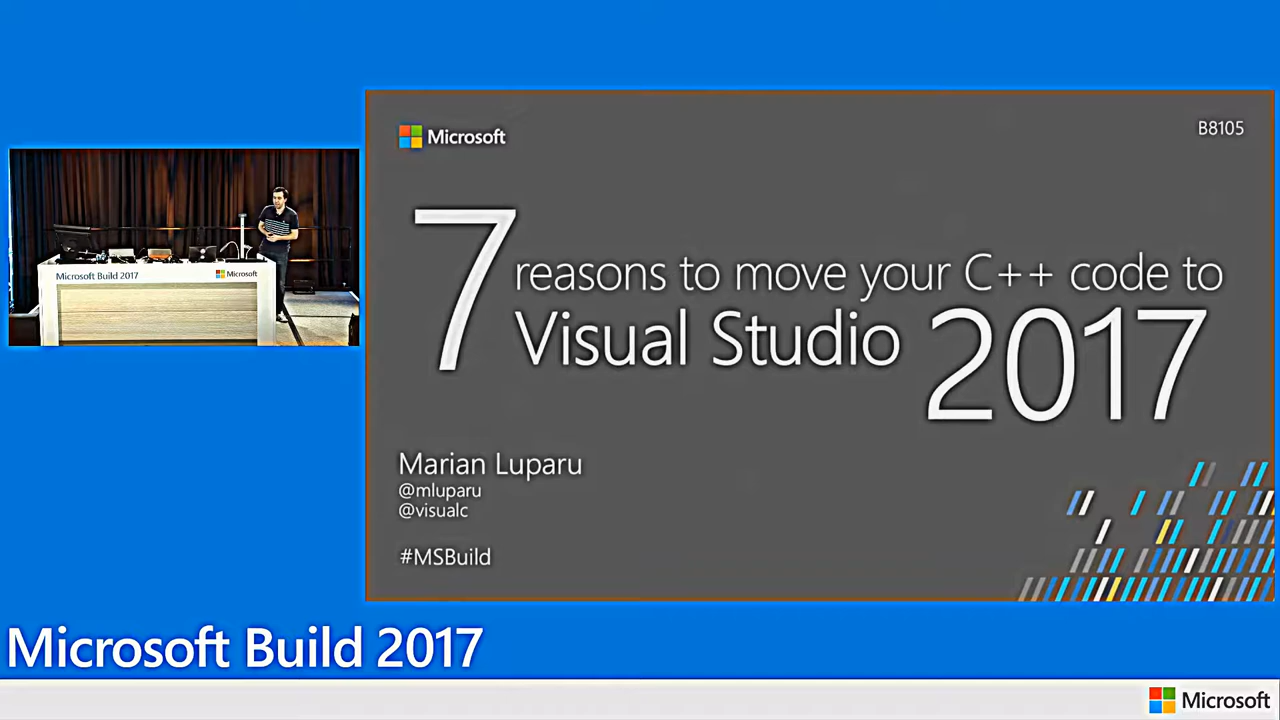 Microsoft
B8105
7 reasons to move your C++ code to
Visual Studio 2017
Marian Luparu
@mluparu
@visualc
#MSBuild
Microsoft Build 2017
Microsoft
Microsoft Build 2017
Microsoft